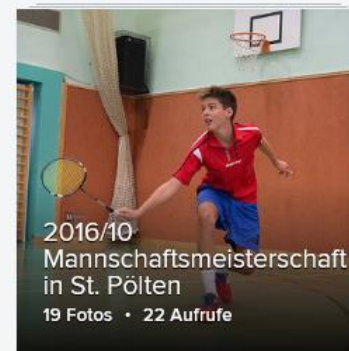 2016/10
Mannschaftsmeisterschaft
in St. Pölten
19 Fotos • 22 Aufrufe